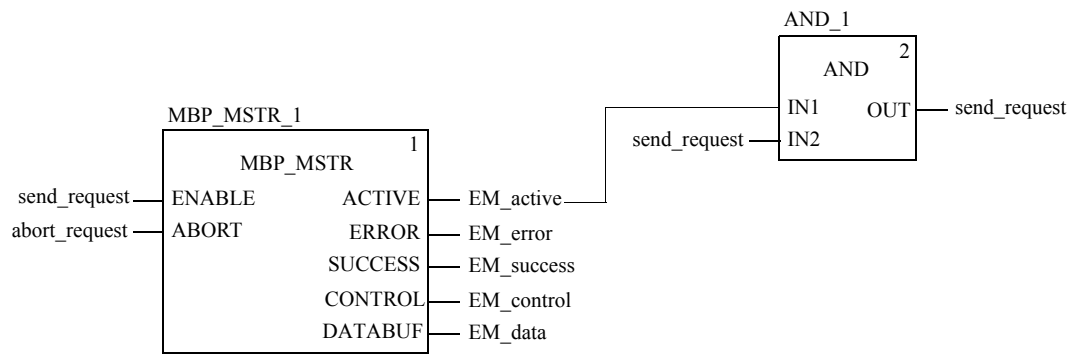 AND_1
2
AND
IN1
OUT
send_request
send_request
IN2
MBP_MSTR_1
1
MBP_MSTR
send_request
ENABLE
ACTIVE
EM_active
abort_request
ABORT
ERROR
EM_error
SUCCESS
EM_success
CONTROL
EM_control
DATABUF
EM_data